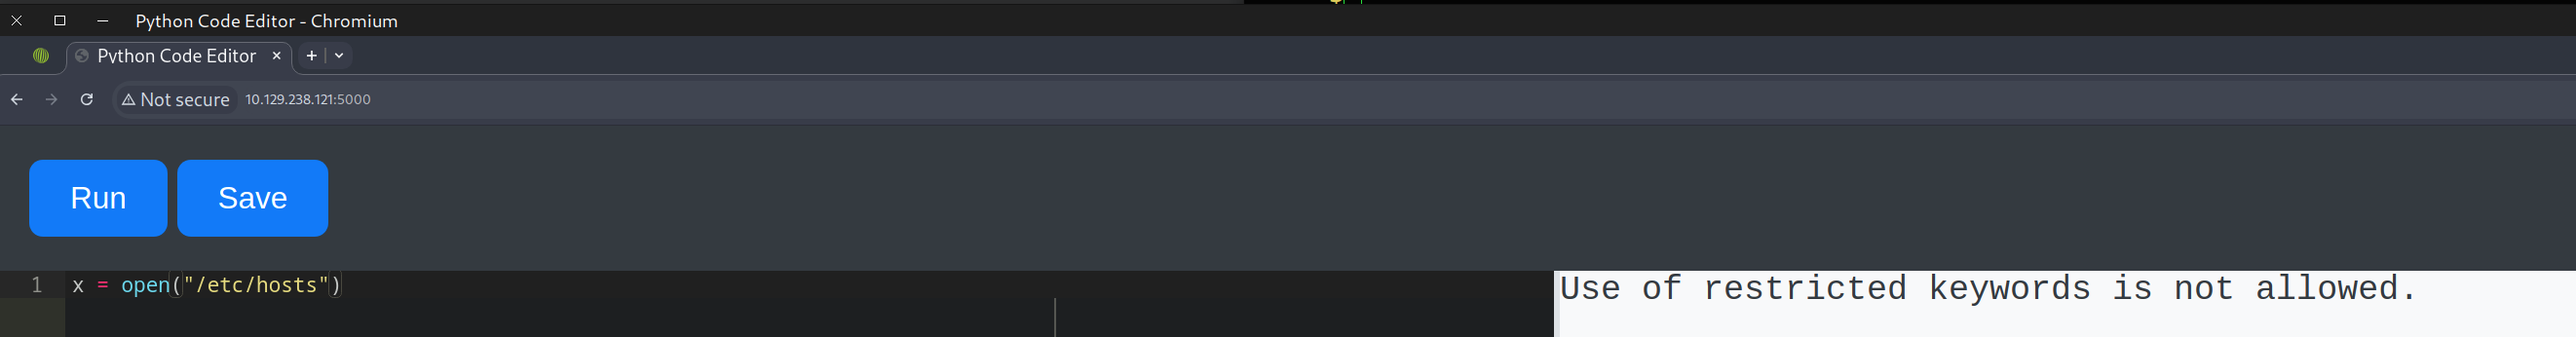 Python Code Editor - Chromium
Python Code Editor
Not secure 10.129.238.121:5000
Run Save
1 x = open("/etc/hosts")
Use of restricted keywords is not allowed.